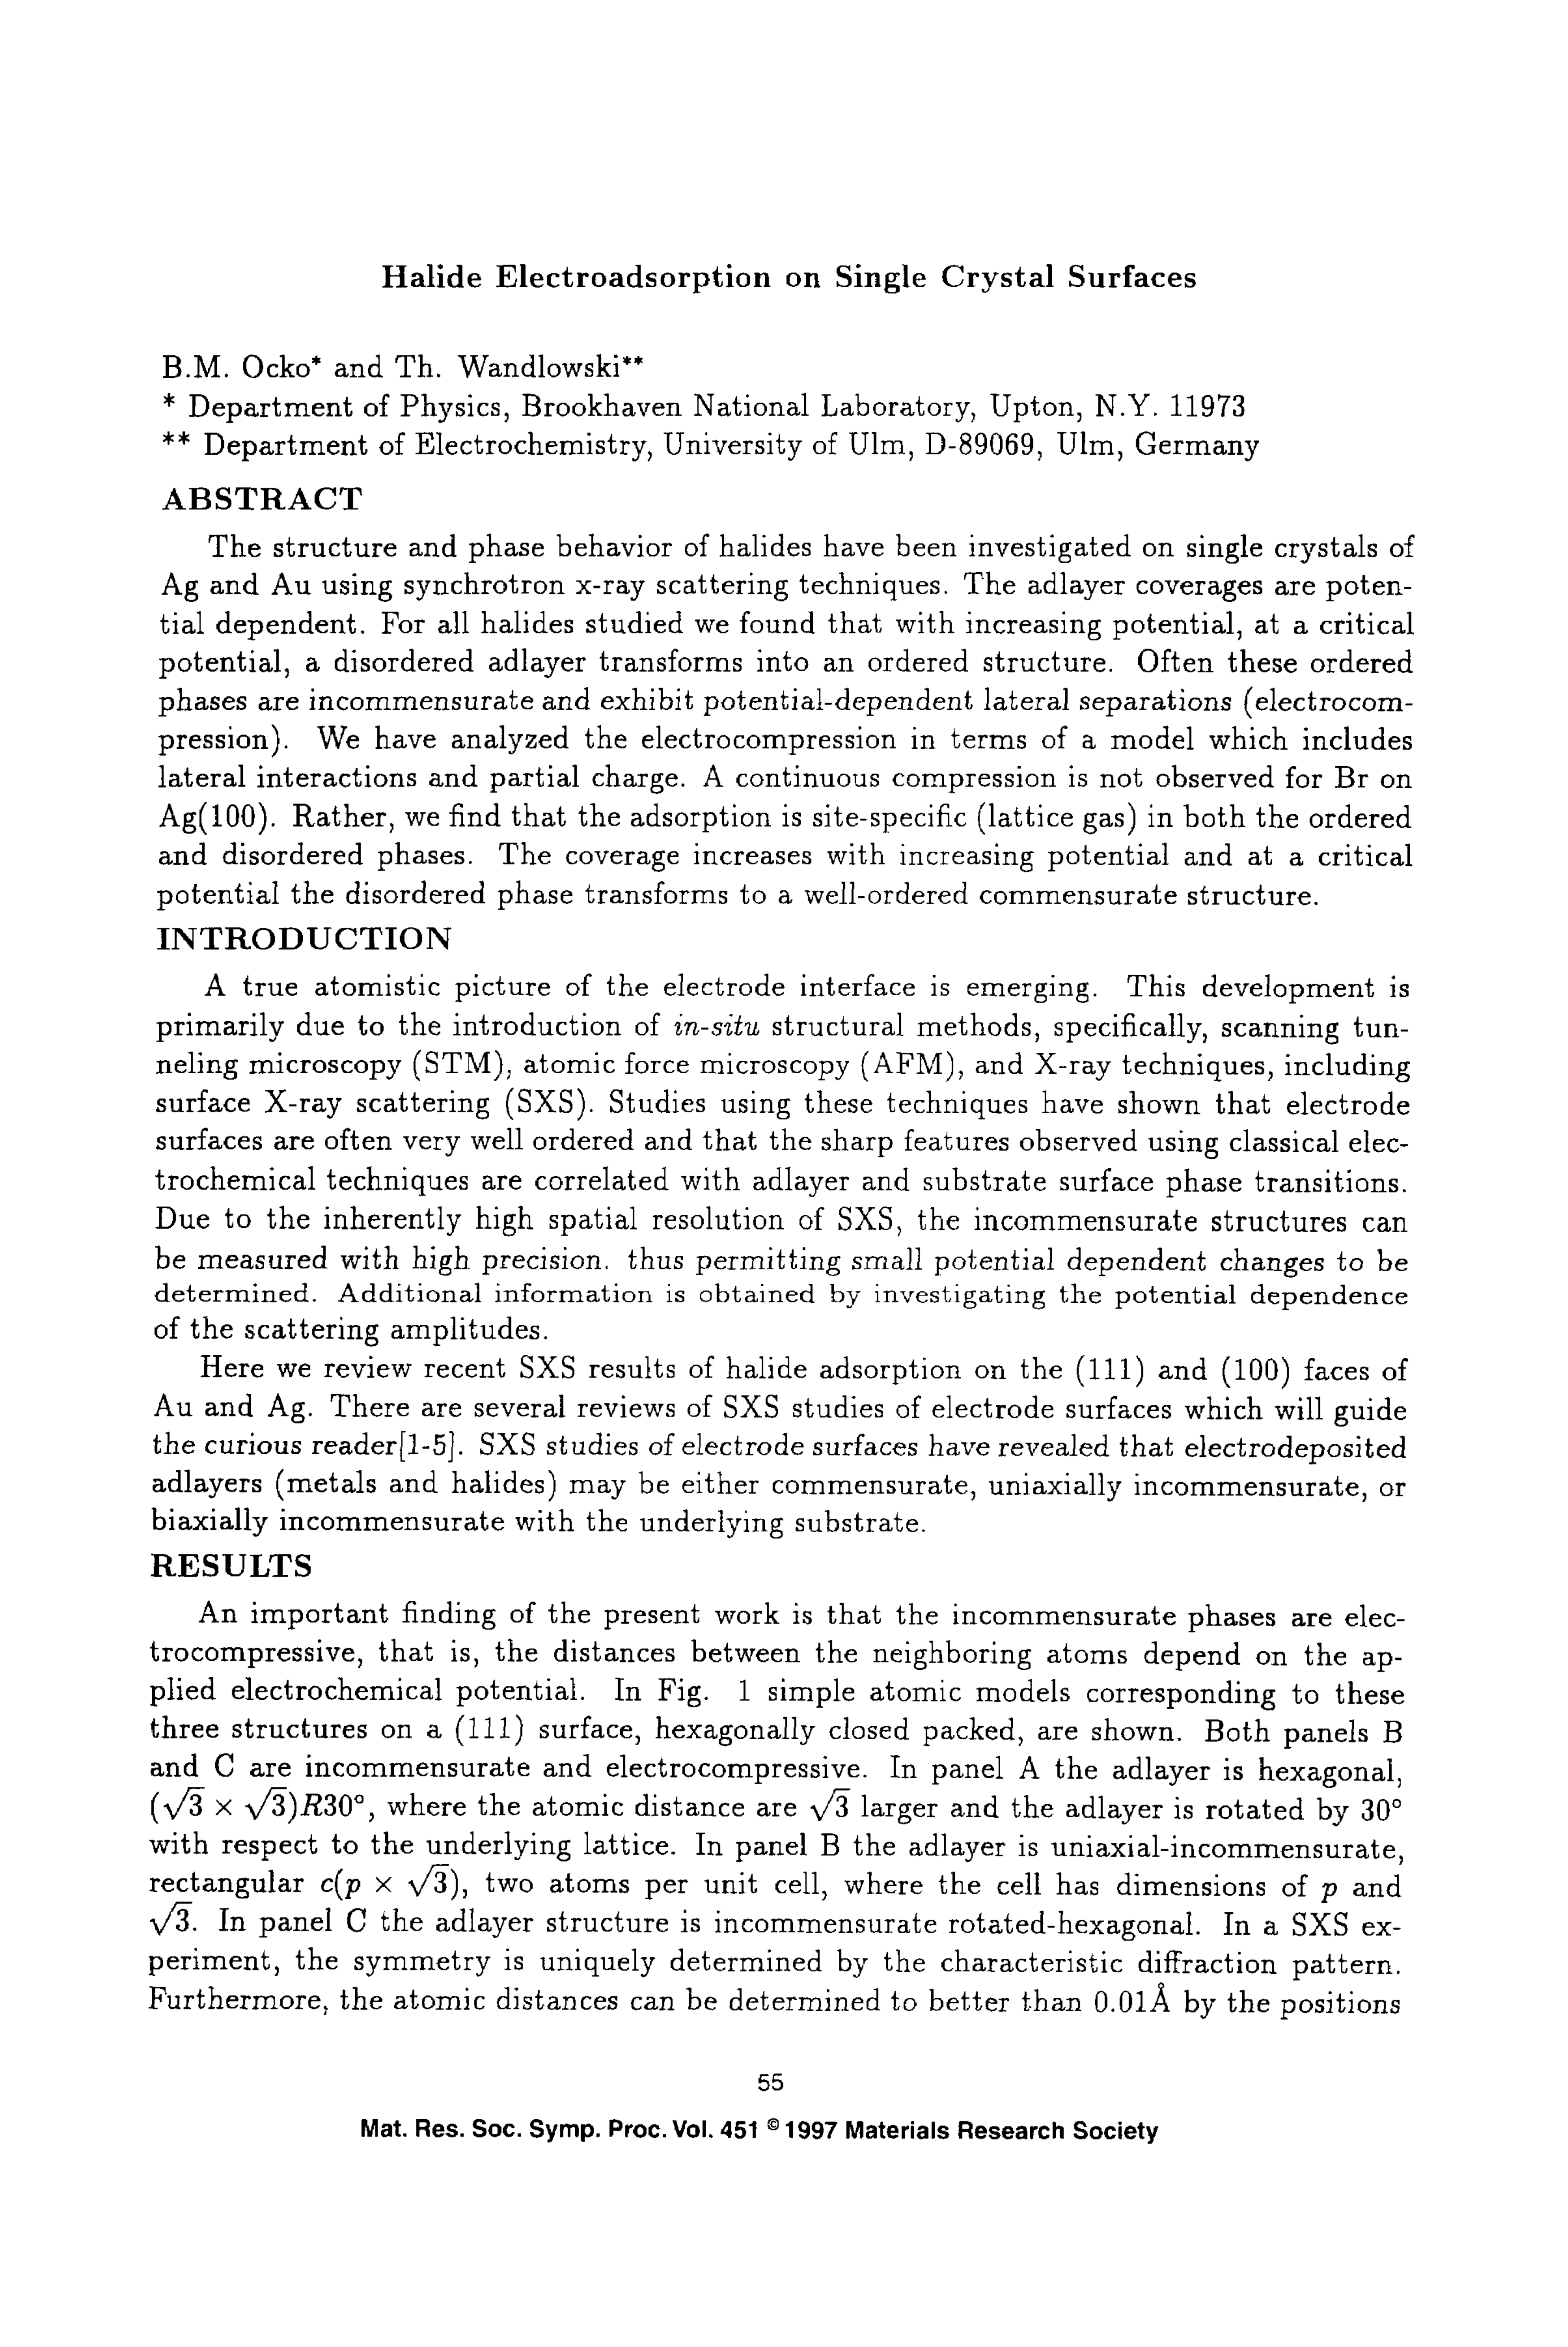 Halide Electroadsorption on Single Crystal Surfaces
B.M. Ocko* and Th. Wandlowski**
* Department of Physics, Brookhaven National Laboratory, Upton, N.Y. 11973
** Department of Electrochemistry, University of Ulm, D-89069, Ulm, Germany
ABSTRACT
The structure and phase behavior of halides have been investigated on single crystals of
Ag and Au using synchrotron x-ray scattering techniques. The adlayer coverages are poten-
tial dependent. For all halides studied we found that with increasing potential, at a critical
potential, a disordered adlayer transforms into an ordered structure. Often these ordered
phases are incommensurate and exhibit potential-dependent lateral separations (electrocom-
pression). We have analyzed the electrocompression in terms of a model which includes
lateral interactions and partial charge. A continuous compression is not observed for Br on
Ag(100). Rather, we find that the adsorption is site-specific (lattice gas) in both the ordered
and disordered phases. The coverage increases with increasing potential and at a critical
potential the disordered phase transforms to a well-ordered commensurate structure.
INTRODUCTION
A true atomistic picture of the electrode interface is emerging. This development is
primarily due to the introduction of in-situ structural methods, specifically, scanning tun-
neling microscopy (STM), atomic force microscopy (AFM), and X-ray techniques, including
surface X-ray scattering (SXS). Studies using these techniques have shown that electrode
surfaces are often very well ordered and that the sharp features observed using classical elec-
trochemical techniques are correlated with adlayer and substrate surface phase transitions.
Due to the inherently high spatial resolution of SXS, the incommensurate structures can
be measured with high precision. thus permitting small potential dependent changes to be
determined. Additional information is obtained by investigating the potential dependence
of the scattering amplitudes.
Here we review recent SXS results of halide adsorption on the (111) and (100) faces of
Au and Ag. There are several reviews of SXS studies of electrode surfaces which will guide
the curious reader[1-5]. SXS studies of electrode surfaces have revealed that electrodeposited
adlayers (metals and halides) may be either commensurate, uniaxially incommensurate, or
biaxially incommensurate with the underlying substrate.
RESULTS
An important finding of the present work is that the incommensurate phases are elec-
trocompressive, that is, the distances between the neighboring atoms depend on the ap-
plied electrochemical potential. In Fig. 1 simple atomic models corresponding to these
three structures on a (111) surface, hexagonally closed packed, are shown. Both panels B
and C are incommensurate and electrocompressive. In panel A the adlayer is hexagonal,
(√3 x √3)R30°, where the atomic distance are √3 larger and the adlayer is rotated by 30°
with respect to the underlying lattice. In panel B the adlayer is uniaxial-incommensurate,
rectangular c(p x √3), two atoms per unit cell, where the cell has dimensions of p and
√3. In panel C the adlayer structure is incommensurate rotated-hexagonal. In a SXS ex-
periment, the symmetry is uniquely determined by the characteristic diffraction pattern.
Furthermore, the atomic distances can be determined to better than 0.01Å by the positions
55
Mat. Res. Soc. Symp. Proc. Vol. 451 © 1997 Materials Research Society